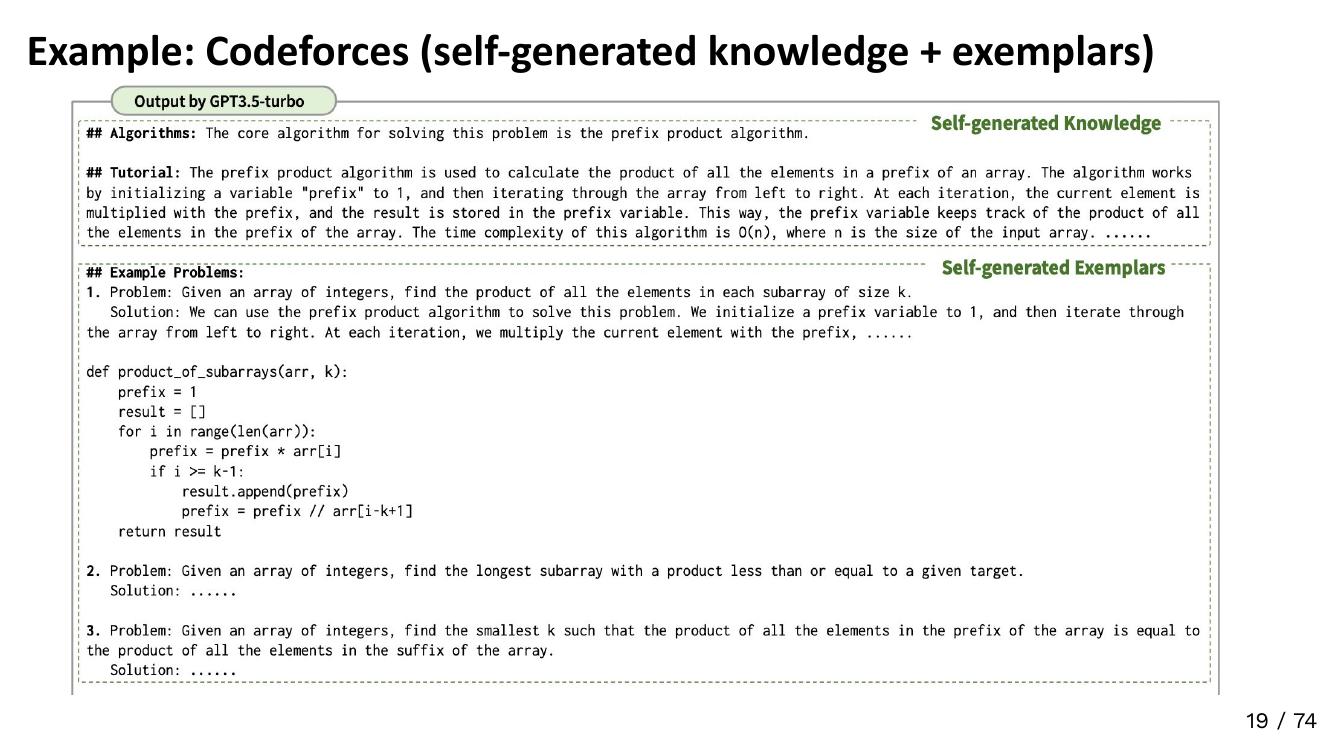 Example: Codeforces (self-generated knowledge + exemplars)
Output by GPT3.5-turbo
Self-generated Knowledge
## Algorithms: The core algorithm for solving this problem is the prefix product algorithm.
## Tutorial: The prefix product algorithm is used to calculate the product of all the elements in a prefix of an array. The algorithm works
by initializing a variable "prefix" to 1, and then iterating through the array from left to right. At each iteration, the current element is
multiplied with the prefix, and the result is stored in the prefix variable. This way, the prefix variable keeps track of the product of all
the elements in the prefix of the array. The time complexity of this algorithm is O(n), where n is the size of the input array. ......
Self-generated Exemplars
## Example Problems:
1. Problem: Given an array of integers, find the product of all the elements in each subarray of size k.
   Solution: We can use the prefix product algorithm to solve this problem. We initialize a prefix variable to 1, and then iterate through
the array from left to right. At each iteration, we multiply the current element with the prefix, ......
def product_of_subarrays(arr, k):
    prefix = 1
    result = []
    for i in range(len(arr)):
        prefix = prefix * arr[i]
        if i >= k-1:
            result.append(prefix)
            prefix = prefix // arr[i-k+1]
    return result
2. Problem: Given an array of integers, find the longest subarray with a product less than or equal to a given target.
   Solution: ......
3. Problem: Given an array of integers, find the smallest k such that the product of all the elements in the prefix of the array is equal to
the product of all the elements in the suffix of the array.
   Solution: ......
19 / 74